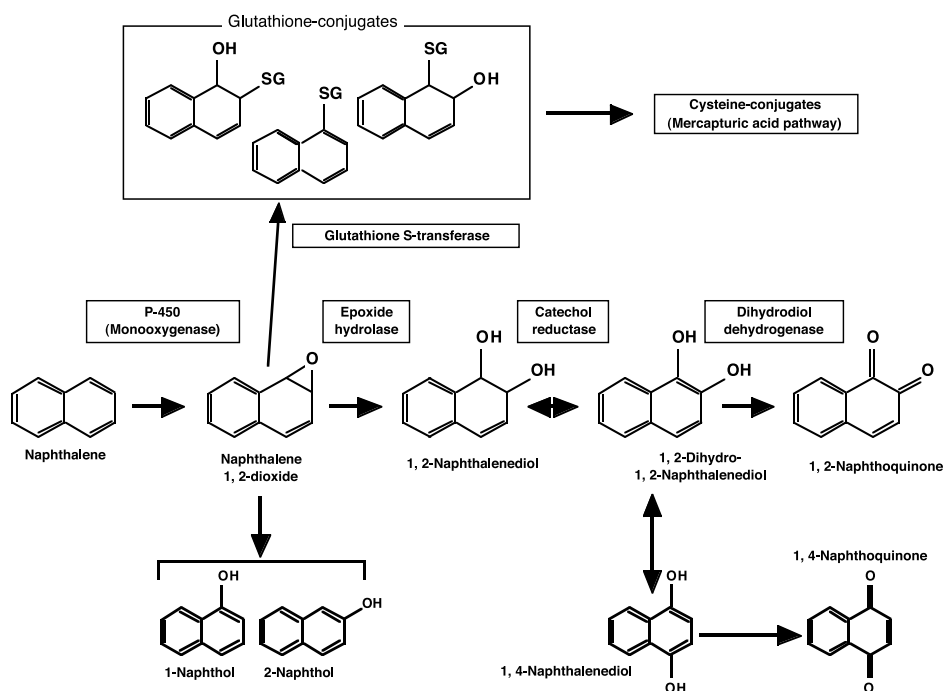 Glutathione-conjugates
OH
SG
SG
SG
OH
Cysteine-conjugates
(Mercapturic acid pathway)
Glutathione S-transferase
P-450
(Monooxygenase)
Epoxide
hydrolase
Catechol
reductase
Dihydrodiol
dehydrogenase
O
OH
OH
OH
OH
O
O
Naphthalene
Naphthalene
1, 2-dioxide
1, 2-Naphthalenediol
1, 2-Dihydro-
1, 2-Naphthalenediol
1, 2-Naphthoquinone
OH
OH
1-Naphthol
2-Naphthol
OH
OH
1, 4-Naphthalenediol
1, 4-Naphthoquinone
O
O